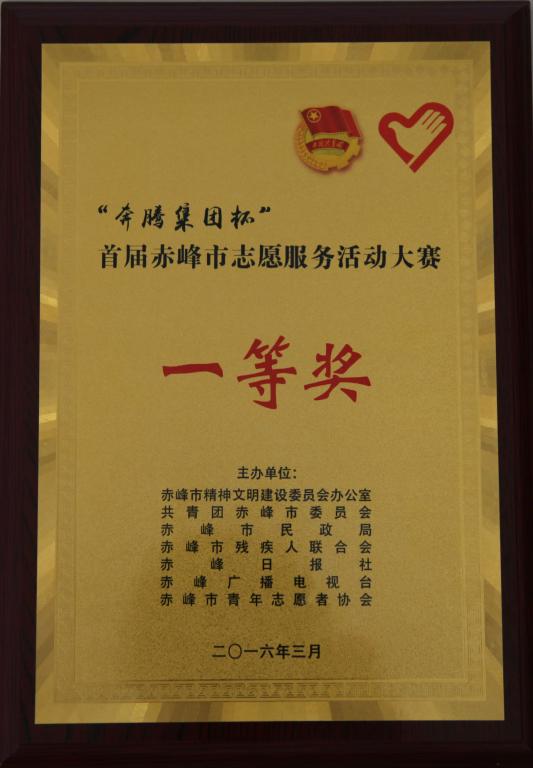 “奔腾集团杯”
首届赤峰市志愿服务活动大赛
一等奖
主办单位：
赤峰市精神文明建设委员会办公室
共青团赤峰市委员会
赤峰市民政局
赤峰市残疾人联合会
赤峰日报社
赤峰广播电视台
赤峰市青年志愿者协会
二〇一六年三月